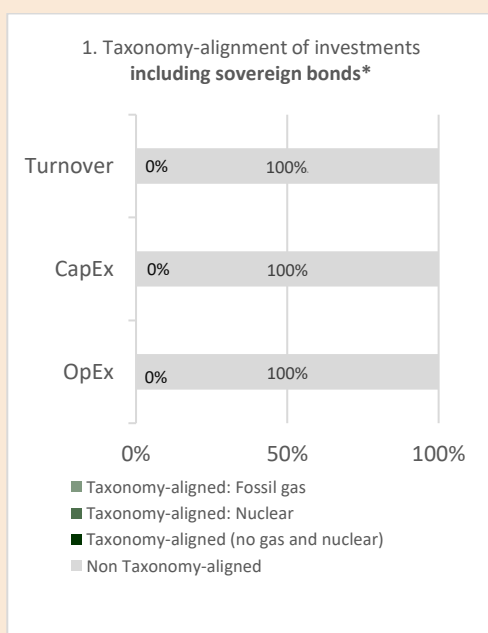 1. Taxonomy-alignment of investments
including sovereign bonds*
Turnover 0% 100%
CapEx 0% 100%
OpEx 0% 100%
0% 50% 100%
Taxonomy-aligned: Fossil gas
Taxonomy-aligned: Nuclear
Taxonomy-aligned (no gas and nuclear)
Non Taxonomy-aligned